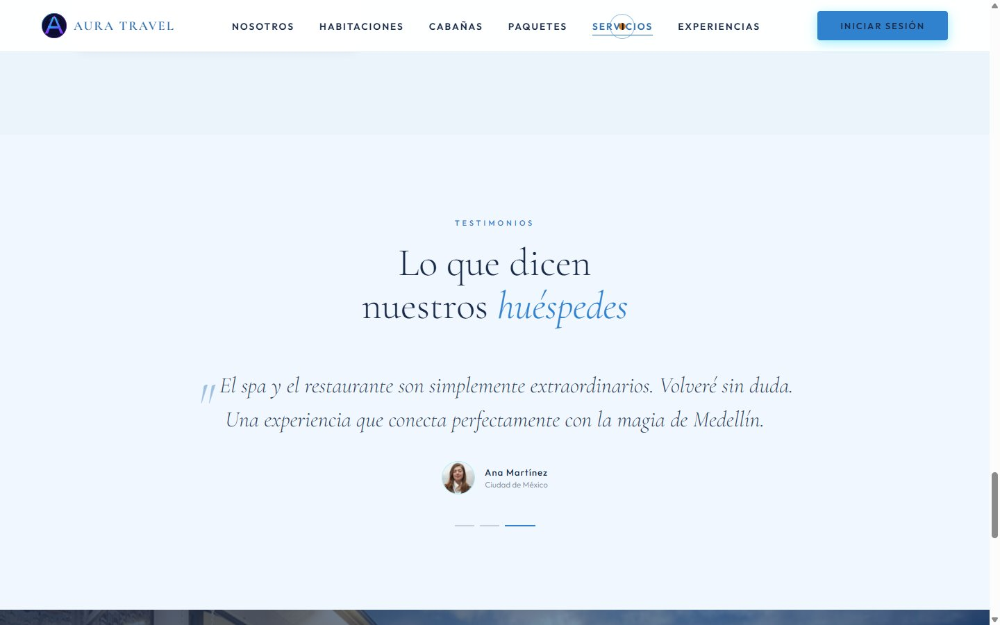 AURA TRAVEL
NOSOTROS
HABITACIONES
CABAÑAS
PAQUETES
SERVICIOS
EXPERIENCIAS
INICIAR SESIÓN
TESTIMONIOS
Lo que dicen
nuestros huéspedes
"El spa y el restaurante son simplemente extraordinarios. Volveré sin duda.
Una experiencia que conecta perfectamente con la magia de Medellín.
Ana Martínez
Ciudad de México